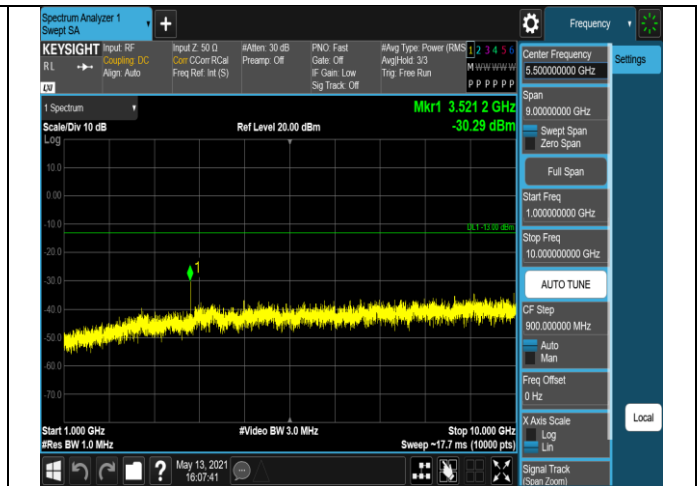 Spectrum Analyzer 1
Swept SA
Frequency
KEYSIGHT
RL
Input: RF
Coupling: DC
Align: Auto
Input Z: 50 Ω
Corr CCorr RCal
Freq Ref: Int (S)
#Atten: 30 dB
Preamp: Off
PNO: Fast
Gate: Off
IF Gain: Low
Sig Track: Off
#Avg Type: Power (RMS
Avg|Hold: 3/3
Trig: Free Run
1 2 3 4 5 6
M W W W W W
P P P P P P
LXI
1 Spectrum
Mkr1 3.521 2 GHz
-30.29 dBm
Scale/Div 10 dB
Ref Level 20.00 dBm
Log
10.0
0.00
-10.0
DL1 -13.00 dBm
-20.0
1
-30.0
-40.0
-50.0
-60.0
-70.0
Start 1.000 GHz
#Video BW 3.0 MHz
Stop 10.000 GHz
#Res BW 1.0 MHz
Sweep ~17.7 ms (10000 pts)
?
May 13, 2021
16:07:41
Center Frequency
5.500000000 GHz
Settings
Span
9.00000000 GHz
Swept Span
Zero Span
Full Span
Start Freq
1.000000000 GHz
Stop Freq
10.000000000 GHz
AUTO TUNE
CF Step
900.000000 MHz
Auto
Man
Freq Offset
0 Hz
X Axis Scale
Log
Lin
Local
Signal Track
(Span Zoom)